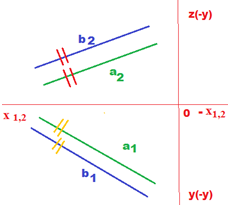 z(-y)
b2
a2
x 1,2
0 - x1,2
a1
b1
y(-y)